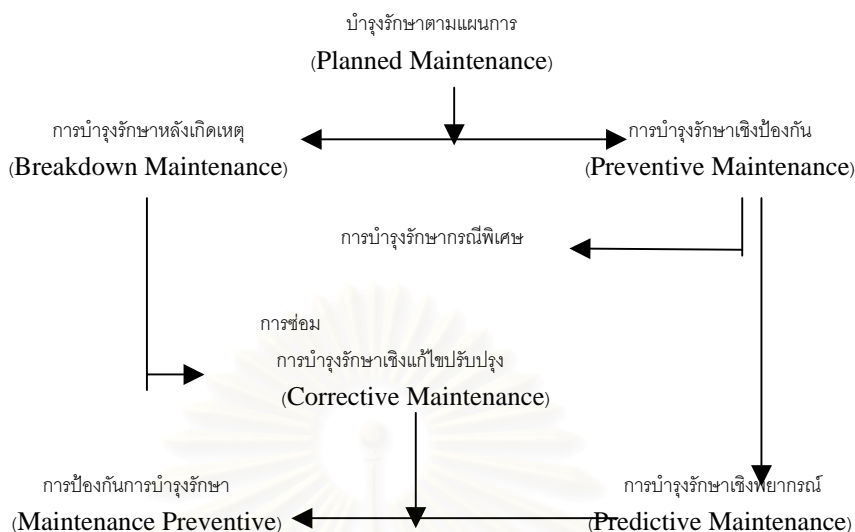 บำรุงรักษาตามแผนการ
(Planned Maintenance)
การบำรุงรักษาหลังเกิดเหตุ
(Breakdown Maintenance)
การบำรุงรักษาเชิงป้องกัน
(Preventive Maintenance)
การบำรุงรักษากรณีพิเศษ
การซ่อม
การบำรุงรักษาเชิงแก้ไขปรับปรุง
(Corrective Maintenance)
การป้องกันการบำรุงรักษา
(Maintenance Preventive)
การบำรุงรักษาเชิงพยากรณ์
(Predictive Maintenance)